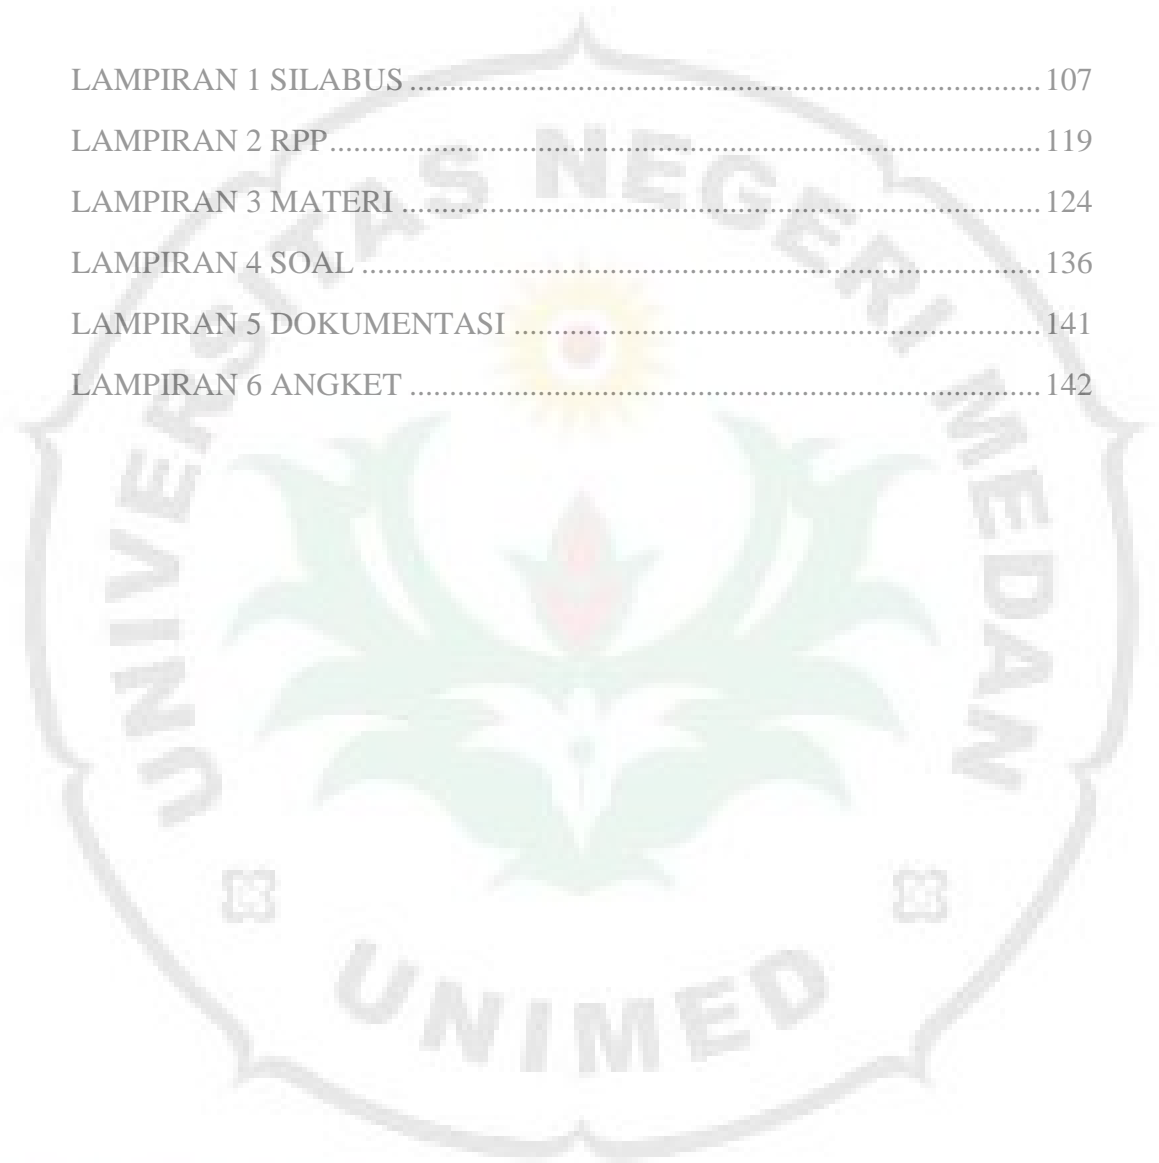 LAMPIRAN 1 SILABUS ........................................................................ 107
LAMPIRAN 2 RPP ................................................................................ 119
LAMPIRAN 3 MATERI ........................................................................ 124
LAMPIRAN 4 SOAL ............................................................................. 136
LAMPIRAN 5 DOKUMENTASI ............................................................ 141
LAMPIRAN 6 ANGKET ........................................................................ 142
UNIVERSITAS NEGERI MEDAN
UNIMED